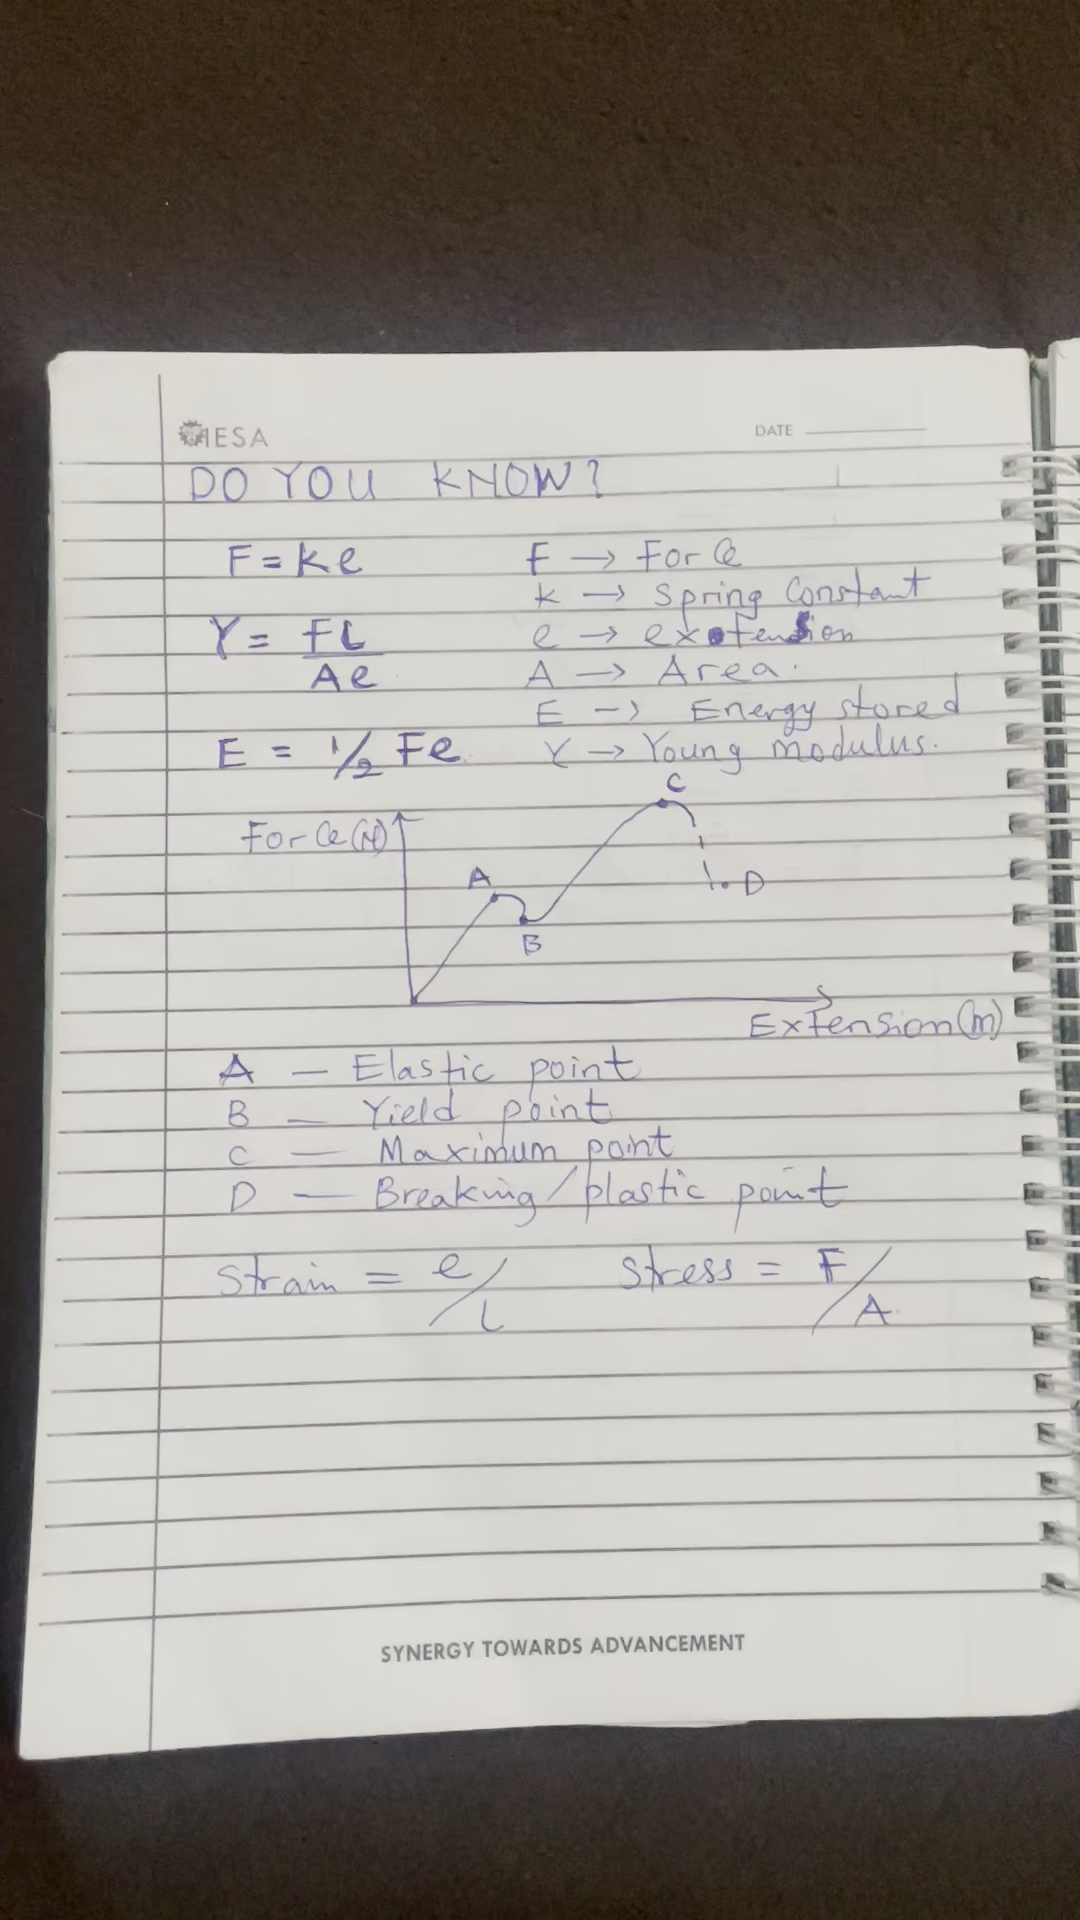 IESA
DATE
DO YOU KNOW?
F = ke
F → Force
k → Spring Constant
Y = FL
Ae
e → extension
A → Area.
E → Energy stored
E = 1/2 Fe
Y → Young modulus.
Force(N)
C
A
D
B
Extension(m)
A – Elastic point
B – Yield point
C – Maximum point
D – Breaking/plastic point
Strain = e/L Stress = F/A.
SYNERGY TOWARDS ADVANCEMENT